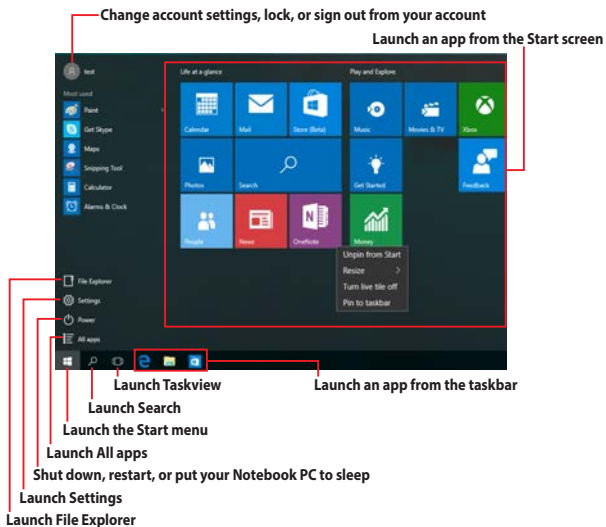 Change account settings, lock, or sign out from your account
Launch an app from the Start screen
test
Life at a glance
Play and Explore
Most used
Paint
Get Skype
Maps
Snipping Tool
Calculator
Alarms & Clock
Calendar
Mail
Store (Beta)
Music
Movies & TV
Xbox
Photos
Search
Get Started
Feedback
People
News
OneNote
Money
Unpin from Start
Resize
Turn live tile off
Pin to taskbar
File Explorer
Settings
Power
All apps
Launch Taskview
Launch an app from the taskbar
Launch Search
Launch the Start menu
Launch All apps
Shut down, restart, or put your Notebook PC to sleep
Launch Settings
Launch File Explorer